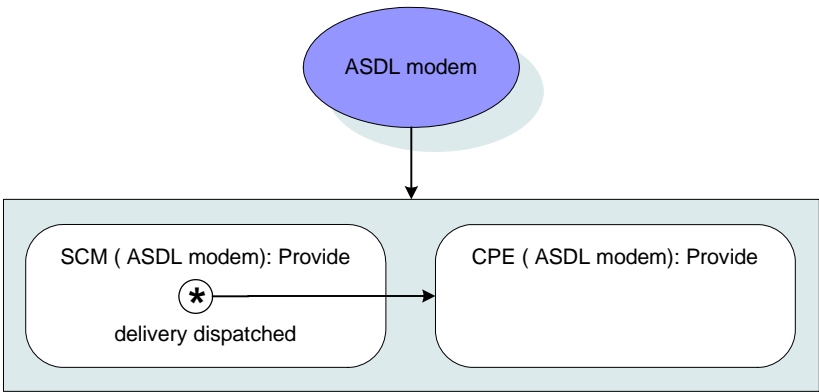 ASDL modem
SCM ( ASDL modem): Provide
CPE ( ASDL modem): Provide
*
delivery dispatched